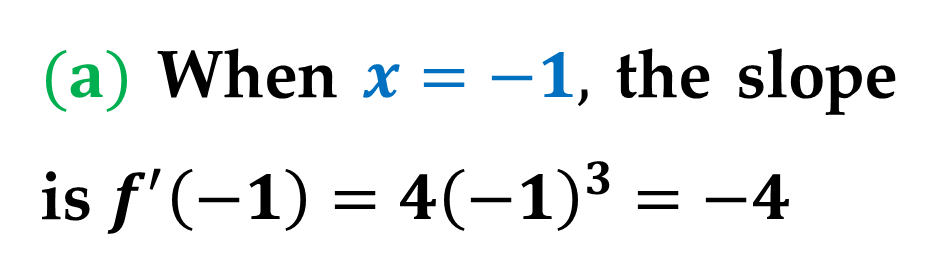 (a) When x = −1, the slope
is f′(−1) = 4(−1)³ = −4